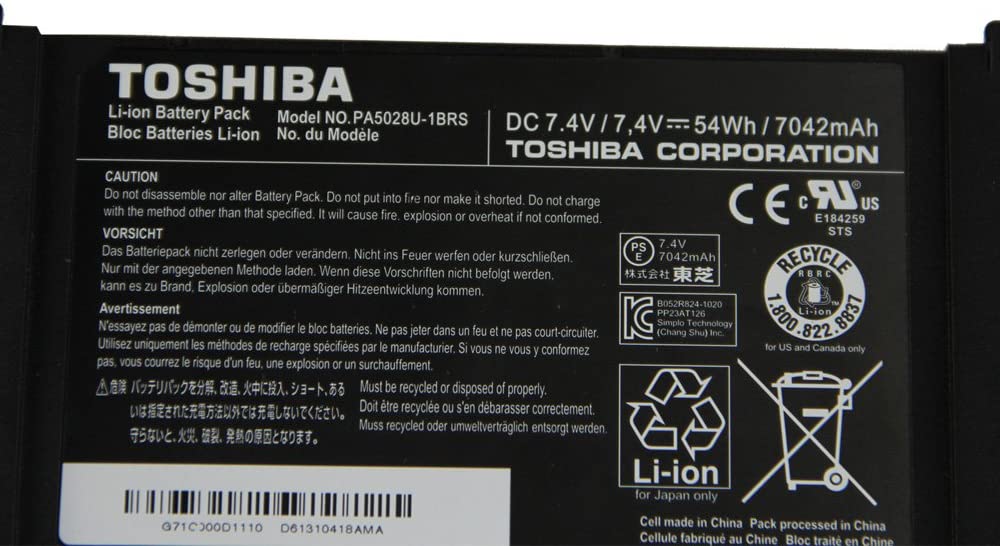 TOSHIBA
Li-ion Battery Pack Model NO.PA5028U-1BRS
Bloc Batteries Li-ion No. du Modèle
DC 7.4V / 7,4V⎓54Wh / 7042mAh
TOSHIBA CORPORATION
CAUTION
Do not disassemble nor alter Battery Pack. Do not put into fire nor make it shorted. Do not charge
with the method other than that specified. It will cause fire. explosion or overheat if not conformed.
VORSICHT
Das Batteriepack nicht zerlegen oder verändern. Nicht ins Feuer werfen oder kurzschließen.
Nur mit der angegebenen Methode laden. Wenn diese Vorschriften nicht befolgt werden.
kann es zu Brand, Explosion oder übermäßiger Hitzeentwicklung kommen.
Avertissement
N'essayez pas de démonter ou de modifier le bloc batteries. Ne pas jeter dans un feu et ne pas court-circuiter.
Utilisez uniquement les méthodes de recharge spécifiées par le manufacturier. Si vous ne vous y conformez
pas, vous courrez le risque d'un feu, une explosion ou un surchauffement.
⚠危険 バッテリパックを分解、改造、火中に投入、ショート、ある
いは指定された充電方法以外では充電しないでください。
守らないと、火災、破裂、発熱の原因となります。
Must be recycled or disposed of properly.
Doit être recyclée ou s'en débarasser correctement.
Muss recycled oder umweltverträglich entsorgt werden.
CE
c RU® US
E184259
STS
PS
E
7.4V
7042mAh
株式会社 東芝
B052R824-1020
PP23AT126
Simplo Technology
(Chang Shu) Inc.
RECYCLE
RBRC
Li-ion
1.800.822.8837
for US and Canada only
Li-ion
for Japan only
G71C000D1110 D61310418AMA
Cell made in China Pack processed in China
Cellule fabriqué au Chine Bloc traité en Chine